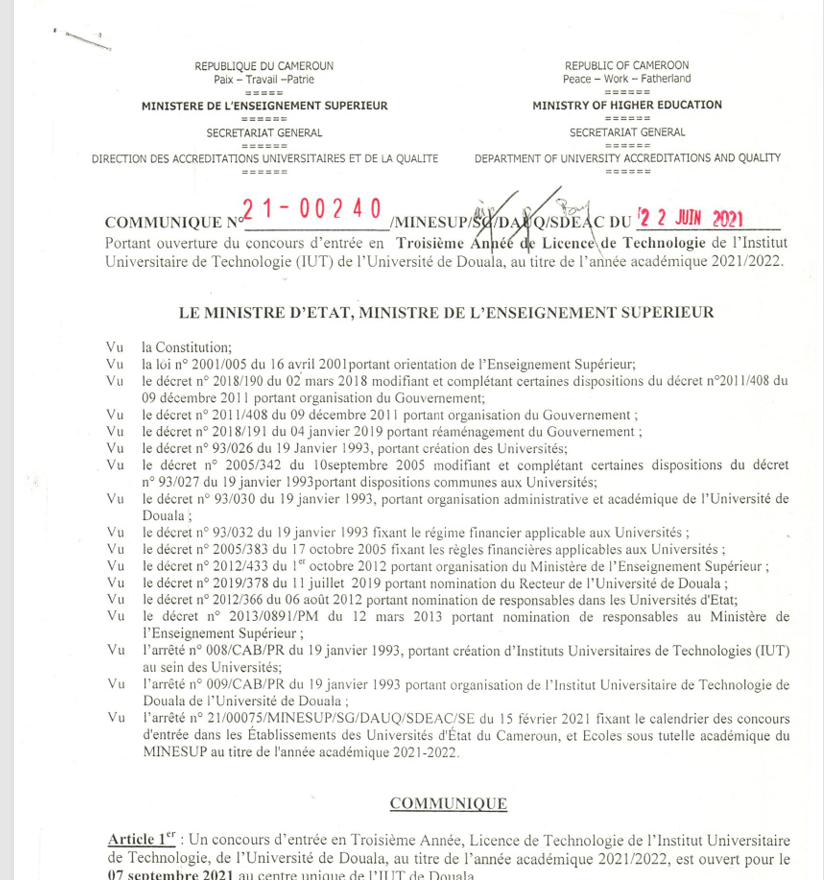 REPUBLIQUE DU CAMEROUN
Paix – Travail –Patrie
=====
MINISTERE DE L'ENSEIGNEMENT SUPERIEUR
======
SECRETARIAT GENERAL
======
DIRECTION DES ACCREDITATIONS UNIVERSITAIRES ET DE LA QUALITE
======
REPUBLIC OF CAMEROON
Peace – Work – Fatherland
======
MINISTRY OF HIGHER EDUCATION
======
SECRETARIAT GENERAL
======
DEPARTMENT OF UNIVERSITY ACCREDITATIONS AND QUALITY
======
COMMUNIQUE N° 21-00240 /MINESUP/SG/DAUQ/SDEAC DU 22 JUIN 2021
Portant ouverture du concours d'entrée en Troisième Année de Licence de Technologie de l'Institut
Universitaire de Technologie (IUT) de l'Université de Douala, au titre de l'année académique 2021/2022.
LE MINISTRE D'ETAT, MINISTRE DE L'ENSEIGNEMENT SUPERIEUR
Vu la Constitution;
Vu la loi n° 2001/005 du 16 avril 2001portant orientation de l'Enseignement Supérieur;
Vu le décret n° 2018/190 du 02 mars 2018 modifiant et complétant certaines dispositions du décret n°2011/408 du
09 décembre 2011 portant organisation du Gouvernement;
Vu le décret n° 2011/408 du 09 décembre 2011 portant organisation du Gouvernement ;
Vu le décret n° 2018/191 du 04 janvier 2019 portant réaménagement du Gouvernement ;
Vu le décret n° 93/026 du 19 Janvier 1993, portant création des Universités;
Vu le décret n° 2005/342 du 10septembre 2005 modifiant et complétant certaines dispositions du décret
n° 93/027 du 19 janvier 1993portant dispositions communes aux Universités;
Vu le décret n° 93/030 du 19 janvier 1993, portant organisation administrative et académique de l'Université de
Douala ;
Vu le décret n° 93/032 du 19 janvier 1993 fixant le régime financier applicable aux Universités ;
Vu le décret n° 2005/383 du 17 octobre 2005 fixant les règles financières applicables aux Universités ;
Vu le décret n° 2012/433 du 1er octobre 2012 portant organisation du Ministère de l'Enseignement Supérieur ;
Vu le décret n° 2019/378 du 11 juillet 2019 portant nomination du Recteur de l'Université de Douala ;
Vu le décret n° 2012/366 du 06 août 2012 portant nomination de responsables dans les Universités d'Etat;
Vu le décret n° 2013/0891/PM du 12 mars 2013 portant nomination de responsables au Ministère de
l'Enseignement Supérieur ;
Vu l'arrêté n° 008/CAB/PR du 19 janvier 1993, portant création d'Instituts Universitaires de Technologies (IUT)
au sein des Universités;
Vu l'arrêté n° 009/CAB/PR du 19 janvier 1993 portant organisation de l'Institut Universitaire de Technologie de
Douala de l'Université de Douala ;
Vu l'arrêté n° 21/00075/MINESUP/SG/DAUQ/SDEAC/SE du 15 février 2021 fixant le calendrier des concours
d'entrée dans les Établissements des Universités d'État du Cameroun, et Ecoles sous tutelle académique du
MINESUP au titre de l'année académique 2021-2022.
COMMUNIQUE
Article 1er : Un concours d'entrée en Troisième Année, Licence de Technologie de l'Institut Universitaire
de Technologie, de l'Université de Douala, au titre de l'année académique 2021/2022, est ouvert pour le
07 septembre 2021 au centre unique de l'IUT de Douala.